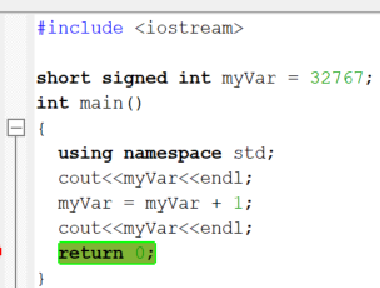 #include <iostream>
short signed int myVar = 32767;
int main()
{
using namespace std;
cout<<myVar<<endl;
myVar = myVar + 1;
cout<<myVar<<endl;
return 0;
}